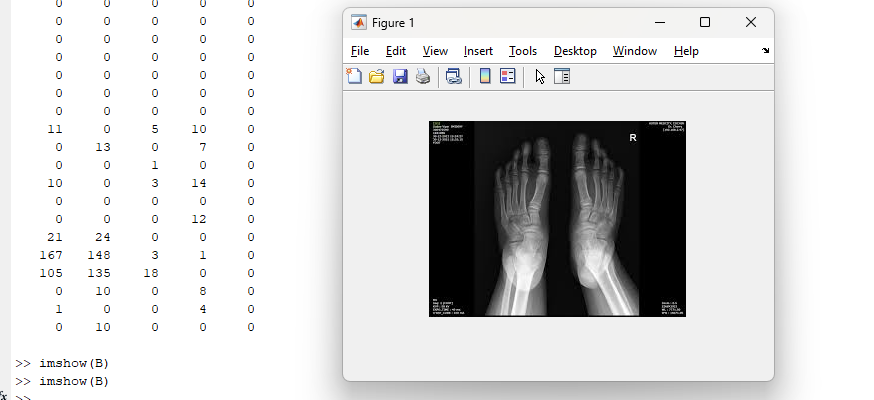 0 0 0 0 0
0 0 0 0 0
0 0 0 0 0
0 0 0 0 0
0 0 0 0 0
0 0 0 0 0
0 0 0 0 0
11 0 5 10 0
0 13 0 7 0
0 0 1 0 0
10 0 3 14 0
0 0 0 0 0
0 0 0 12 0
21 24 0 0 0
167 148 3 1 0
105 135 18 0 0
0 10 0 8 0
1 0 0 4 0
0 10 0 0 0
>> imshow(B)
>> imshow(B)
fx >>
Figure 1
File Edit View Insert Tools Desktop Window Help
R